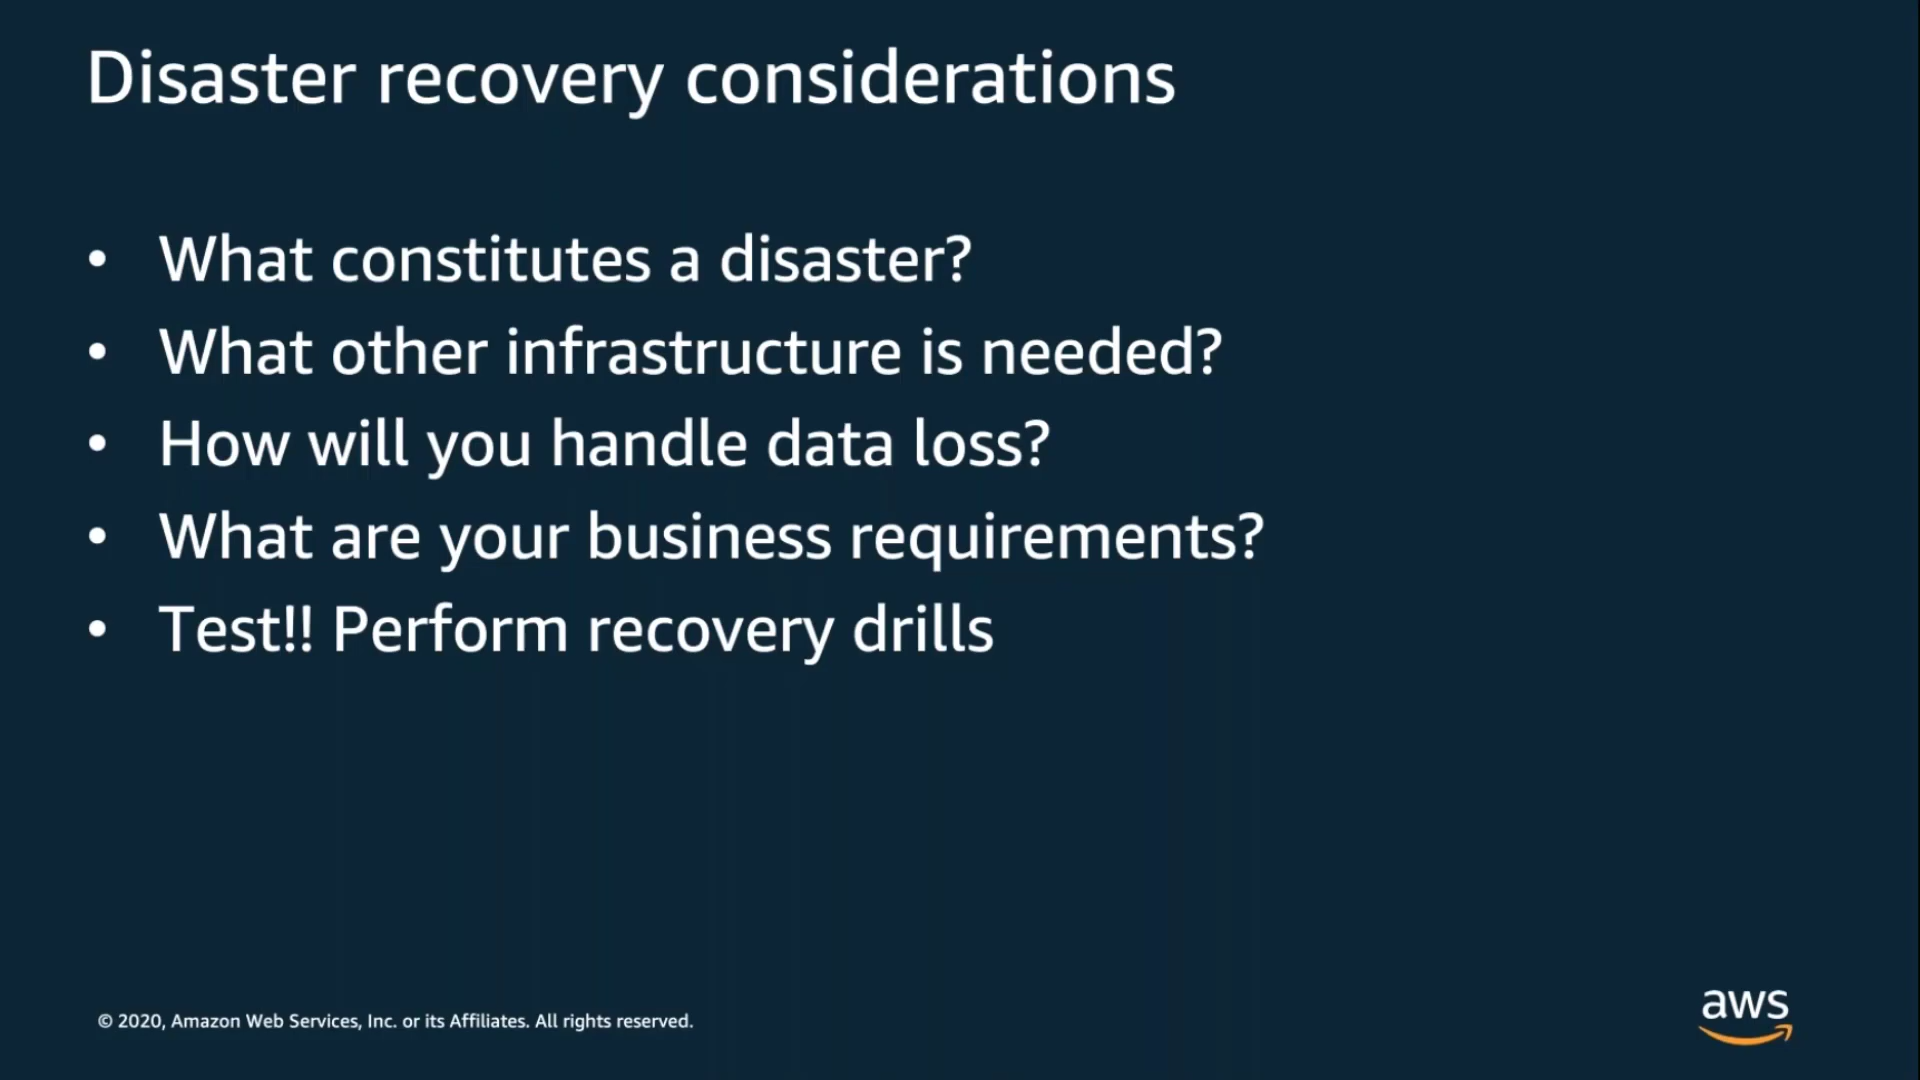 Disaster recovery considerations
• What constitutes a disaster?
• What other infrastructure is needed?
• How will you handle data loss?
• What are your business requirements?
• Test!! Perform recovery drills
© 2020, Amazon Web Services, Inc. or its Affiliates. All rights reserved.
aws